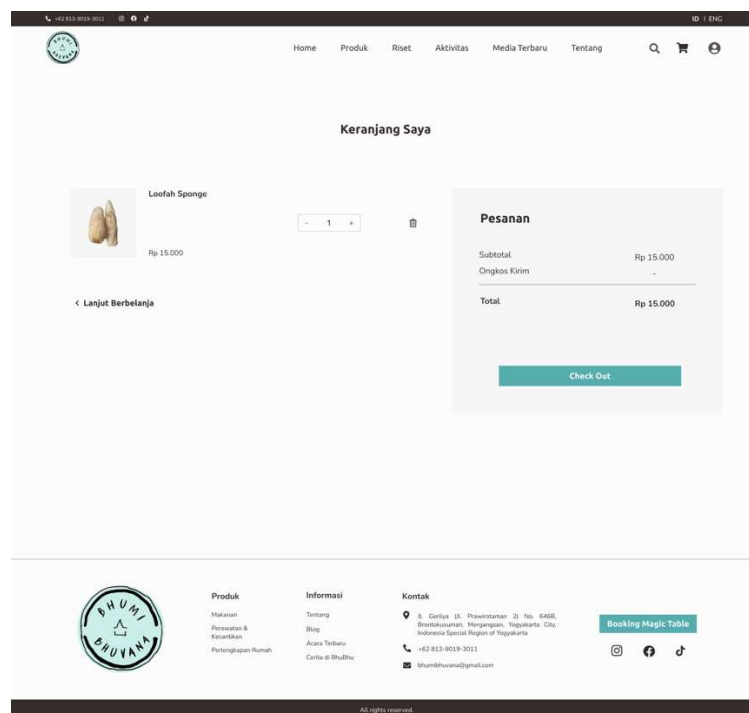 +62 813-9019-3011
ID | ENG
BHUMI BHUVANA
Home Produk Riset Aktivitas Media Terbaru Tentang
Keranjang Saya
Loofah Sponge
- 1 +
Rp 15.000
< Lanjut Berbelanja
Pesanan
Subtotal Rp 15.000
Ongkos Kirim -
Total Rp 15.000
Check Out
BHUMI BHUVANA
Produk
Makanan
Perawatan &
Kecantikan
Perlengkapan Rumah
Informasi
Tentang
Blog
Acara Terbaru
Cerita di BhuBhu
Kontak
Jl. Gerilya (Jl. Prawirotaman 2) No. 646B,
Brontokusuman, Mergangsan, Yogyakarta City,
Indonesia Special Region of Yogyakarta
+62 813-9019-3011
bhumibhuvana@gmail.com
Booking Magic Table
All rights reserved.